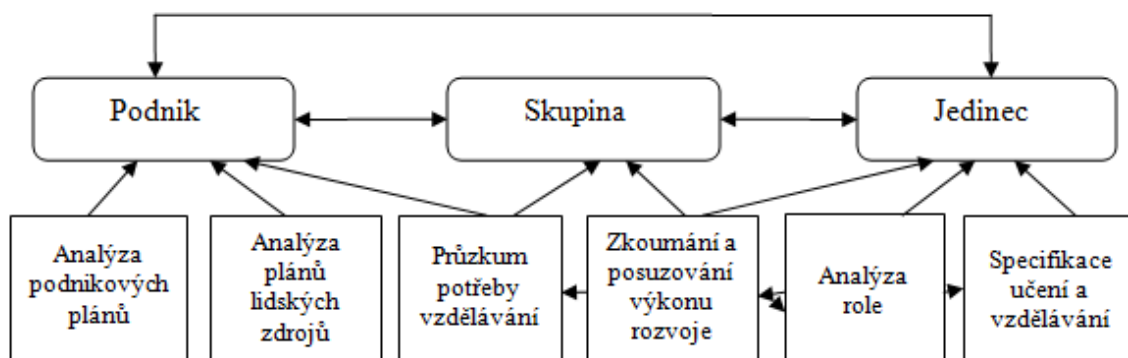 Podnik
Skupina
Jedinec
Analýza
podnikových
plánů
Analýza
plánů
lidských
zdrojů
Průzkum
potřeby
vzdělávání
Zkoumání a
posuzování
výkonu
rozvoje
Analýza
role
Specifikace
učení a
vzdělávání